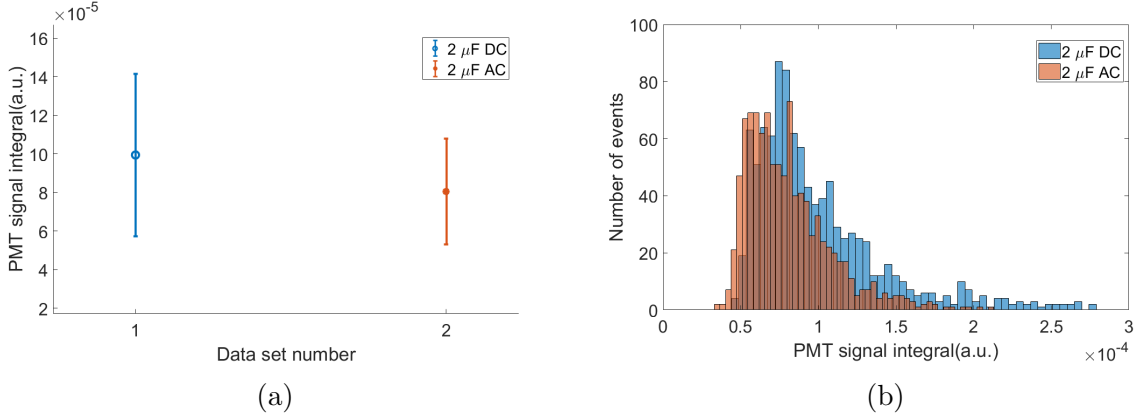 ×10⁻⁵
16
14
12
10
8
6
4
2
PMT signal integral(a.u.)
2 μF DC
2 μF AC
1
2
Data set number
(a)
100
80
60
40
20
0
Number of events
2 μF DC
2 μF AC
0
0.5
1
1.5
2
2.5
3
PMT signal integral(a.u.)
×10⁻⁴
(b)